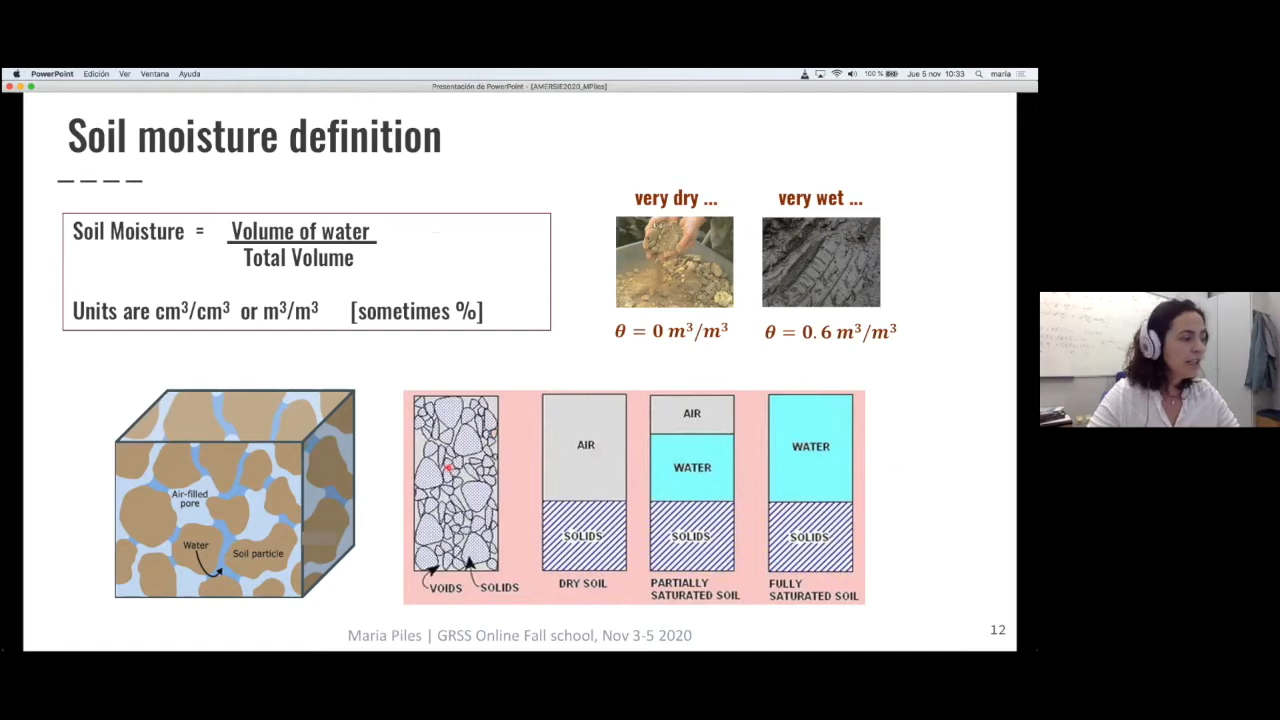 PowerPoint Edición Ver Ventana Ayuda
100 % Jue 5 nov 10:33 maria
Presentación de PowerPoint - [AMERSIE2020_MPiles]
Soil moisture definition
very dry ... very wet ...
Soil Moisture = Volume of water
Total Volume
Units are cm³/cm³ or m³/m³ [sometimes %]
θ = 0 m³/m³ θ = 0.6 m³/m³
Air-filled
pore
Water
Soil particle
VOIDS SOLIDS
AIR
SOLIDS
DRY SOIL
AIR
WATER
SOLIDS
PARTIALLY
SATURATED SOIL
WATER
SOLIDS
FULLY
SATURATED SOIL
Maria Piles | GRSS Online Fall school, Nov 3-5 2020
12